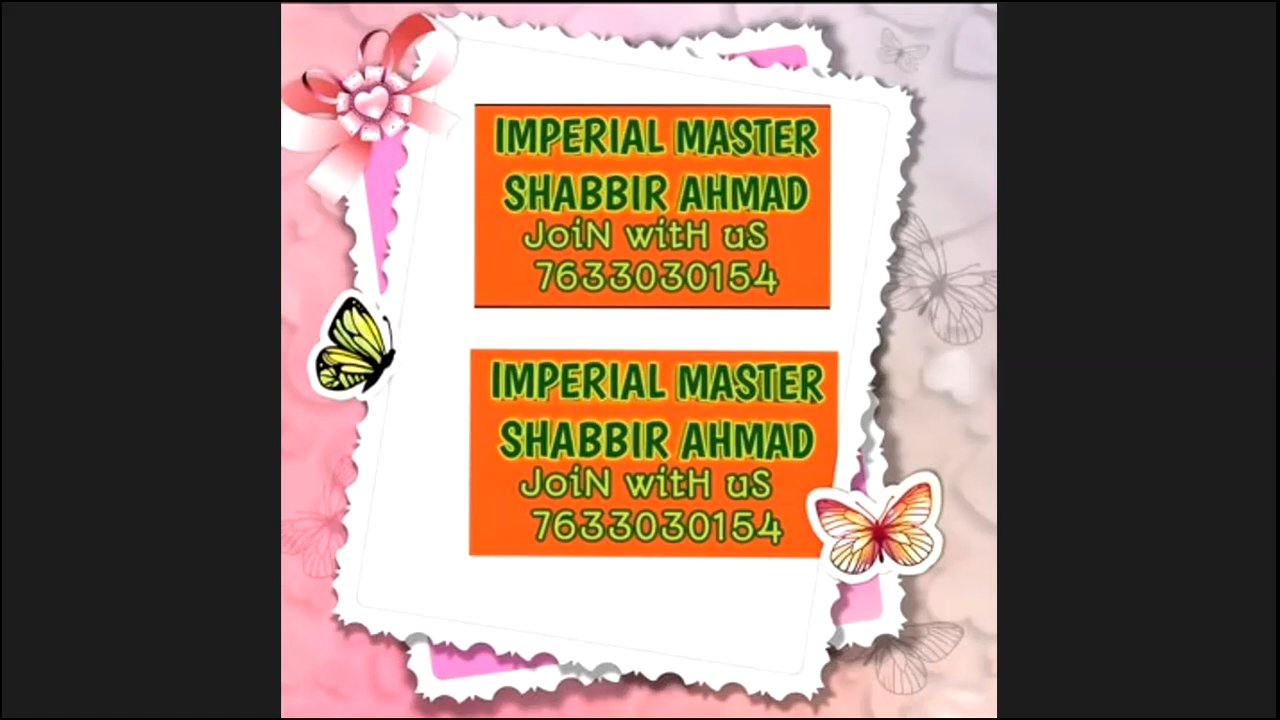 IMPERIAL MASTER
SHABBIR AHMAD
JoiN witH uS
7633030154
IMPERIAL MASTER
SHABBIR AHMAD
JoiN witH uS
7633030154